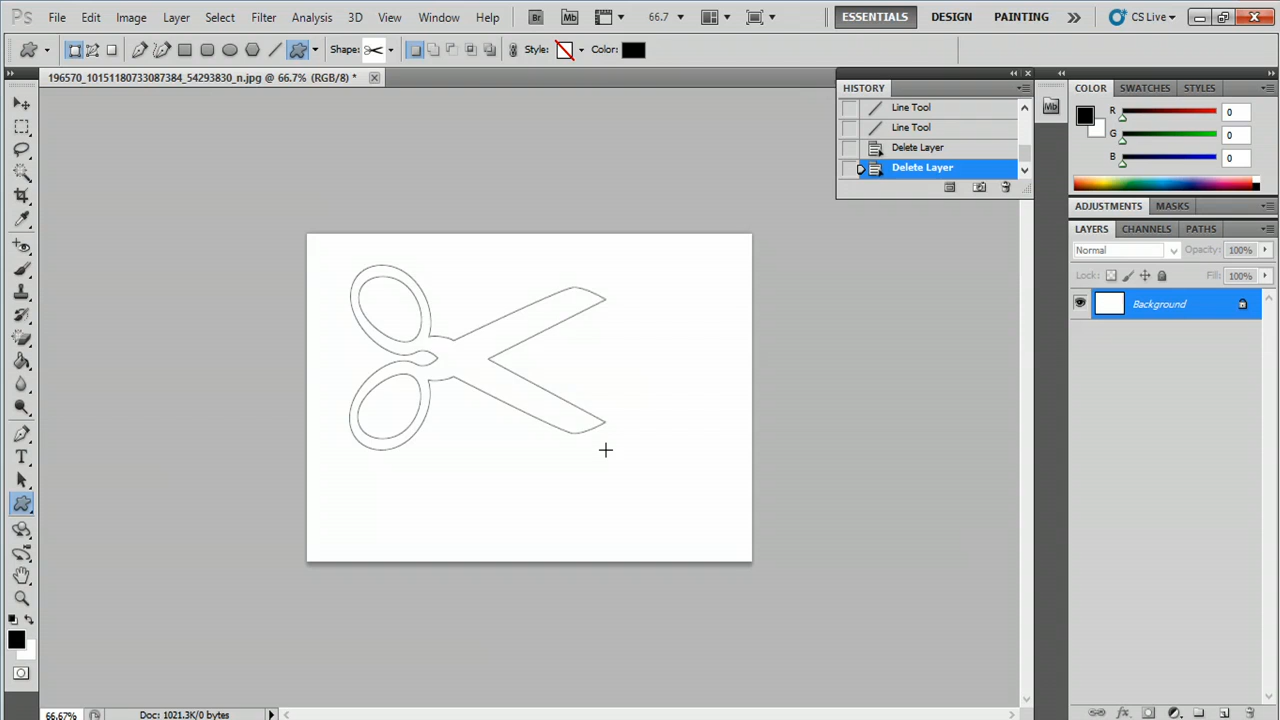 Ps File Edit Image Layer Select Filter Analysis 3D View Window Help Br Mb 66.7 ESSENTIALS DESIGN PAINTING CS Live
Shape: Style: Color:
196570_10151180733087384_54293830_n.jpg @ 66.7% (RGB/8) *
HISTORY
Line Tool
Line Tool
Delete Layer
Delete Layer
Mb
COLOR SWATCHES STYLES
R 0
G 0
B 0
ADJUSTMENTS MASKS
LAYERS CHANNELS PATHS
Normal Opacity: 100%
Lock: Fill: 100%
Background
T
fx
66.67% Doc: 1021.3K/0 bytes